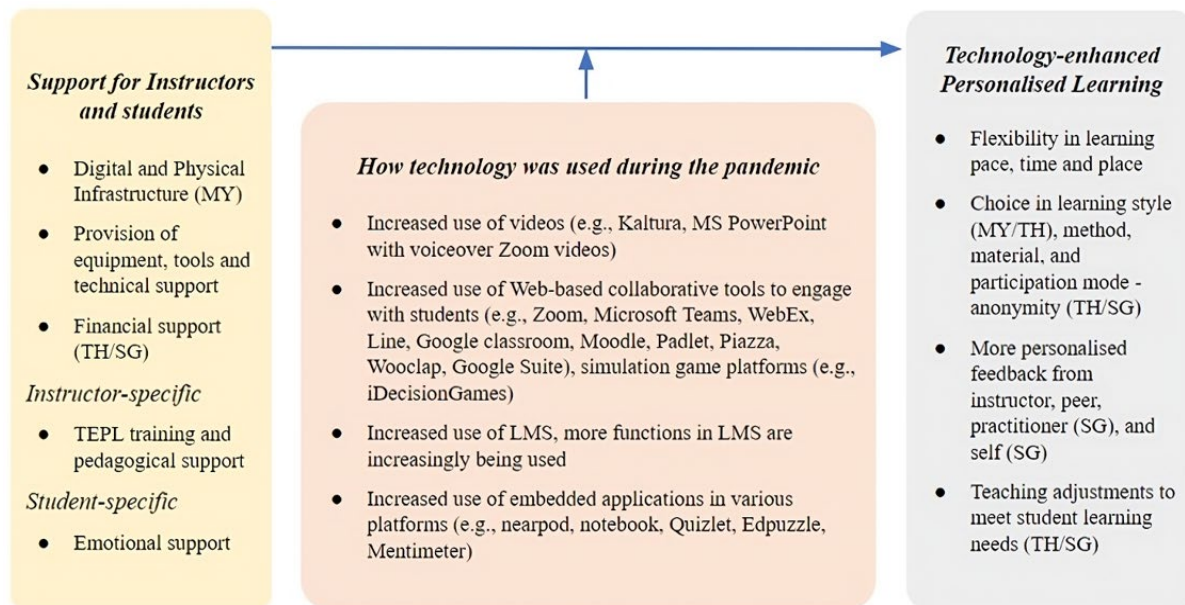 Support for Instructors
and students
● Digital and Physical
Infrastructure (MY)
● Provision of
equipment, tools and
technical support
● Financial support
(TH/SG)
Instructor-specific
● TEPL training and
pedagogical support
Student-specific
● Emotional support
How technology was used during the pandemic
● Increased use of videos (e.g., Kaltura, MS PowerPoint
with voiceover Zoom videos)
● Increased use of Web-based collaborative tools to engage
with students (e.g., Zoom, Microsoft Teams, WebEx,
Line, Google classroom, Moodle, Padlet, Piazza,
Wooclap, Google Suite), simulation game platforms (e.g.,
iDecisionGames)
● Increased use of LMS, more functions in LMS are
increasingly being used
● Increased use of embedded applications in various
platforms (e.g., nearpod, notebook, Quizlet, Edpuzzle,
Mentimeter)
Technology-enhanced
Personalised Learning
● Flexibility in learning
pace, time and place
● Choice in learning style
(MY/TH), method,
material, and
participation mode -
anonymity (TH/SG)
● More personalised
feedback from
instructor, peer,
practitioner (SG), and
self (SG)
● Teaching adjustments to
meet student learning
needs (TH/SG)